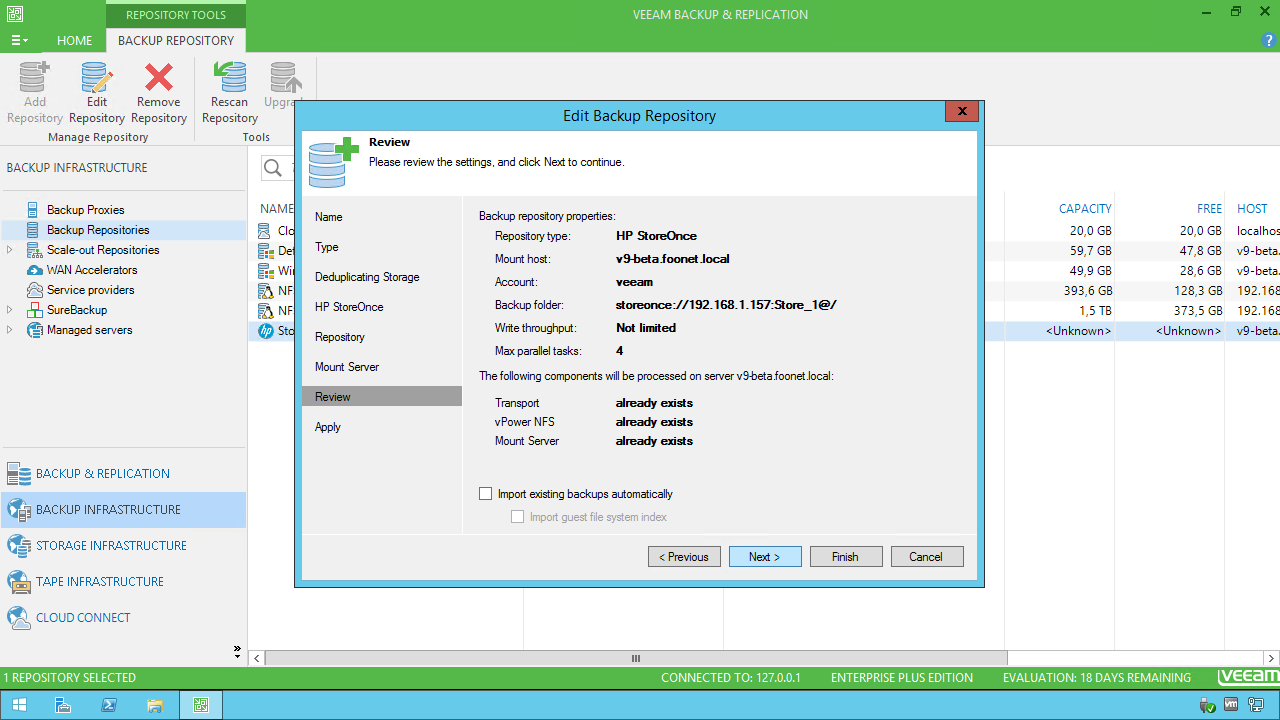 REPOSITORY TOOLS
VEEAM BACKUP & REPLICATION
HOME
BACKUP REPOSITORY
?
Add Repository
Edit Repository
Remove Repository
Rescan Repository
Manage Repository
Tools
BACKUP INFRASTRUCTURE
Backup Proxies
Backup Repositories
Scale-out Repositories
WAN Accelerators
Service providers
SureBackup
Managed servers
BACKUP & REPLICATION
BACKUP INFRASTRUCTURE
STORAGE INFRASTRUCTURE
TAPE INFRASTRUCTURE
CLOUD CONNECT
NAME
CAPACITY
FREE
HOST
20,0 GB
20,0 GB
localhos
59,7 GB
47,8 GB
v9-beta.
49,9 GB
28,6 GB
v9-beta.
393,6 GB
128,3 GB
192.168
1,5 TB
373,5 GB
192.168
hp
<Unknown>
<Unknown>
v9-beta.
Edit Backup Repository
x
Review
Please review the settings, and click Next to continue.
Name
Type
Deduplicating Storage
HP StoreOnce
Repository
Mount Server
Review
Apply
Backup repository properties:
Repository type: HP StoreOnce
Mount host: v9-beta.foonet.local
Account: veeam
Backup folder: storeonce://192.168.1.157:Store_1@/
Write throughput: Not limited
Max parallel tasks: 4
The following components will be processed on server v9-beta.foonet.local:
Transport already exists
vPower NFS already exists
Mount Server already exists
Import existing backups automatically
Import guest file system index
< Previous
Next >
Finish
Cancel
1 REPOSITORY SELECTED
CONNECTED TO: 127.0.0.1
ENTERPRISE PLUS EDITION
EVALUATION: 18 DAYS REMAINING
veeam